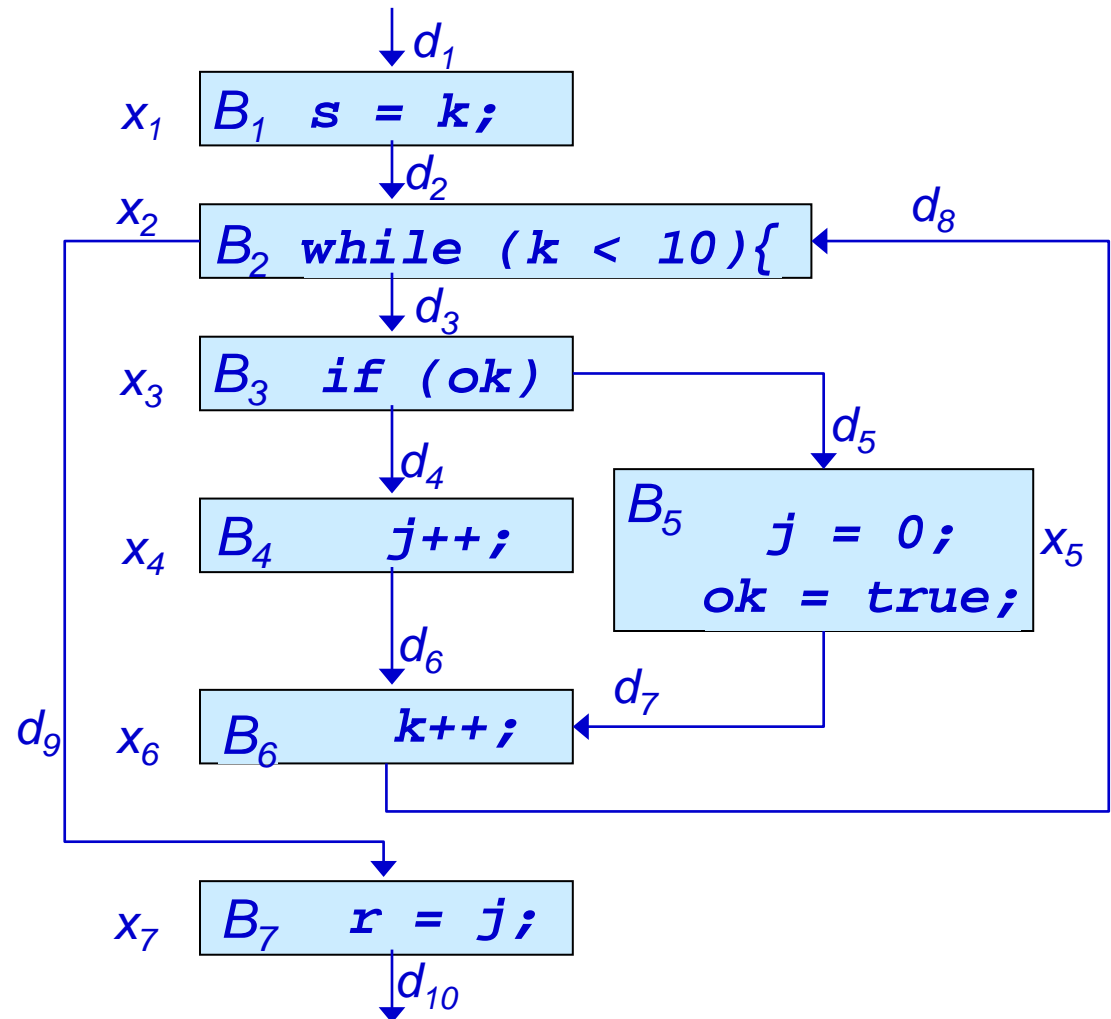 d1
x1 B1 s = k;
d2
x2 d8
B2 while (k < 10){
d3
x3 B3 if (ok)
d5
d4
B5 j = 0;
x4 B4 j++; x5
ok = true;
d6
d7
d9 x6 B6 k++;
x7 B7 r = j;
d10